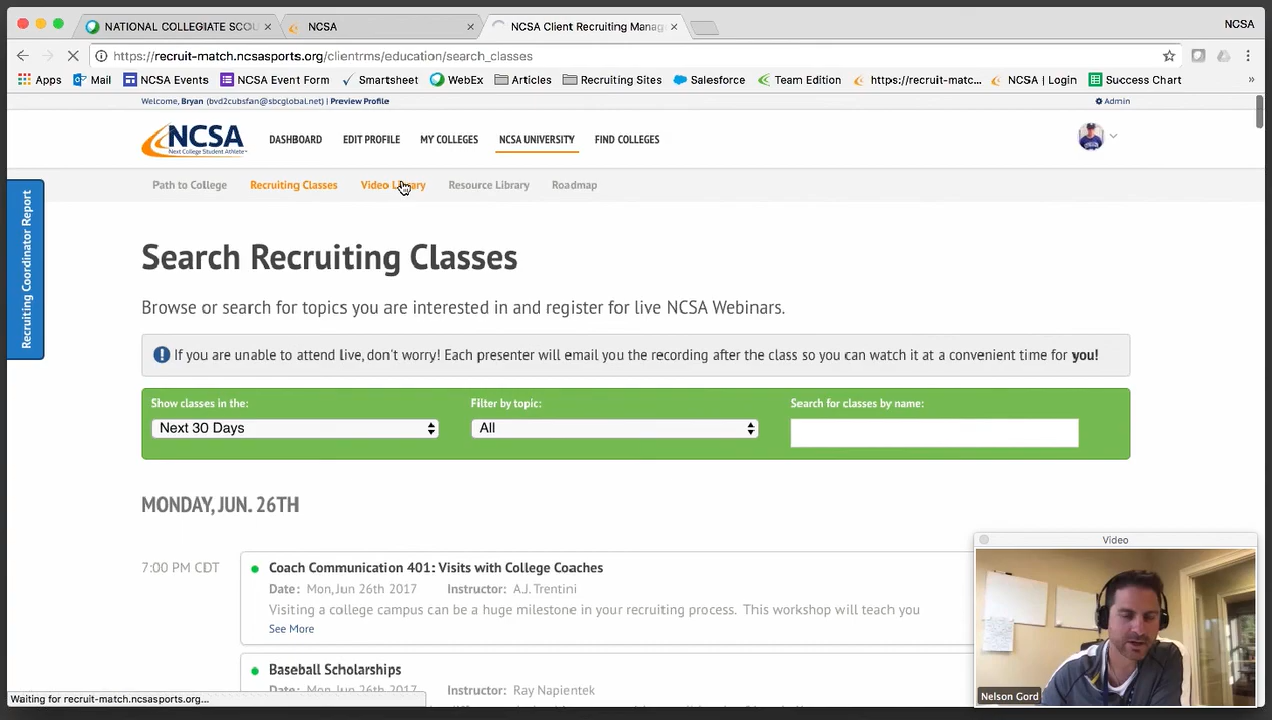 NATIONAL COLLEGIATE SCOU
NCSA
NCSA Client Recruiting Manag
NCSA
https://recruit-match.ncsasports.org/clientrms/education/search_classes
Apps Mail NCSA Events NCSA Event Form Smartsheet WebEx Articles Recruiting Sites Salesforce Team Edition https://recruit-matc... NCSA | Login Success Chart »
Welcome, Bryan (bvd2cubsfan@sbcglobal.net) | Preview Profile
Admin
NCSA
Next College Student Athlete
DASHBOARD EDIT PROFILE MY COLLEGES NCSA UNIVERSITY FIND COLLEGES
Path to College Recruiting Classes Video Library Resource Library Roadmap
Recruiting Coordinator Report
Search Recruiting Classes
Browse or search for topics you are interested in and register for live NCSA Webinars.
If you are unable to attend live, don't worry! Each presenter will email you the recording after the class so you can watch it at a convenient time for you!
Show classes in the: Filter by topic: Search for classes by name:
Next 30 Days All
MONDAY, JUN. 26TH
7:00 PM CDT
Coach Communication 401: Visits with College Coaches
Date: Mon, Jun 26th 2017 Instructor: A.J. Trentini
Visiting a college campus can be a huge milestone in your recruiting process. This workshop will teach you
See More
Baseball Scholarships
Date: Mon, Jun 26th 2017 Instructor: Ray Napientek
Waiting for recruit-match.ncsasports.org...
Video
Nelson Gord